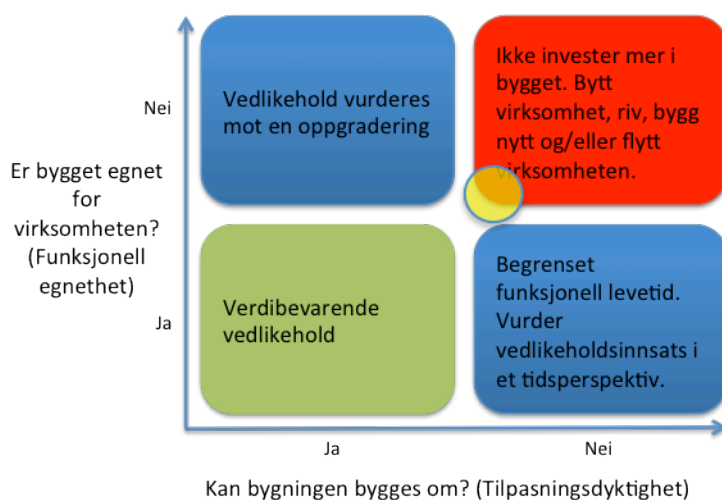 Nei
Er bygget egnet
for
virksomheten?
(Funksjonell
egnethet)
Ja
Vedlikehold vurderes
mot en oppgradering
Ikke invester mer i
bygget. Bytt
virksomhet, riv, bygg
nytt og/eller flytt
virksomheten.
Verdibevarende
vedlikehold
Begrenset
funksjonell levetid.
Vurder
vedlikeholdsinnsats i
et tidsperspektiv.
Ja
Nei
Kan bygningen bygges om? (Tilpasningsdyktighet)